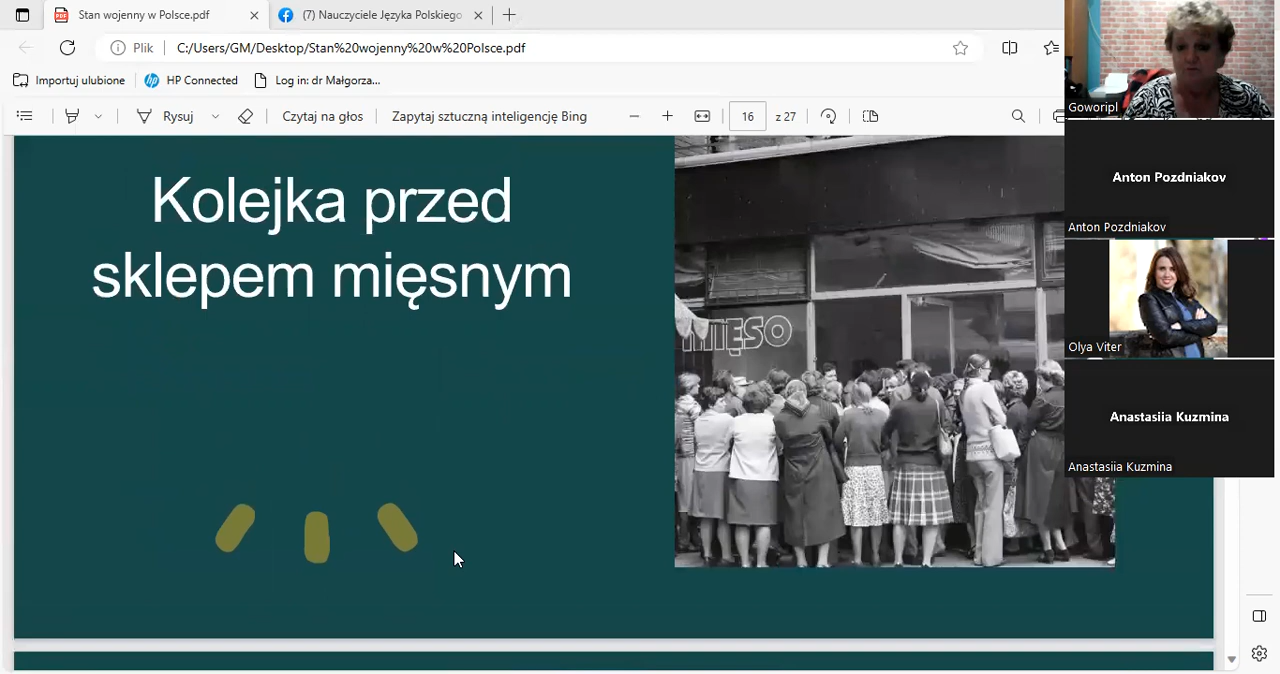 Stan wojenny w Polsce.pdf
(7) Nauczyciele Języka Polskiego
Plik
C:/Users/GM/Desktop/Stan%20wojenny%20w%20Polsce.pdf
Importuj ulubione
HP Connected
Log in: dr Małgorza...
Rysuj
Czytaj na głos
Zapytaj sztuczną inteligencję Bing
16
z 27
Kolejka przed
sklepem mięsnym
MIĘSO
Goworipl
Anton Pozdniakov
Anton Pozdniakov
Olya Viter
Anastasiia Kuzmina
Anastasiia Kuzmina